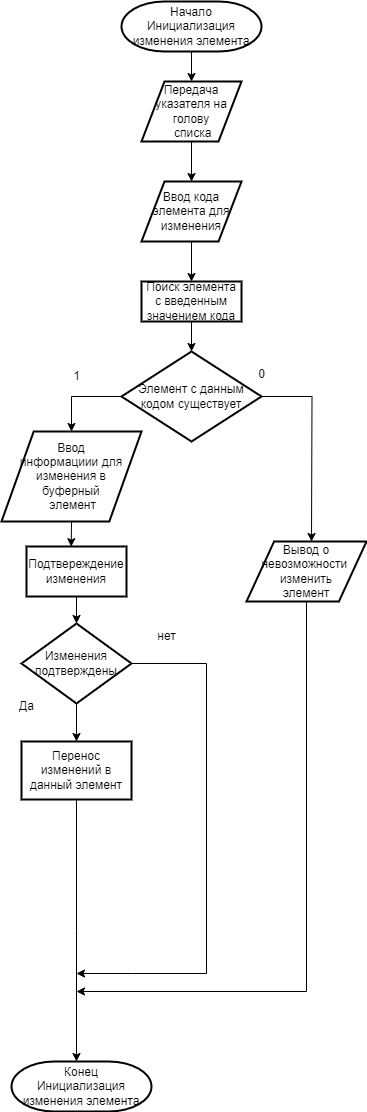 Начало
Инициализация
изменения элемента
Передача
указателя на
голову
списка
Ввод кода
элемента для
изменения
Поиск элемента
с введенным
значением кода
Элемент с данным
кодом существует
1
0
Ввод
информациии для
изменения в
буферный
элемент
Вывод о
невозможности
изменить
элемент
Подтвереждение
изменения
Изменения
подтверждены
нет
Да
Перенос
изменений в
данный элемент
Конец
Инициализация
изменения элемента